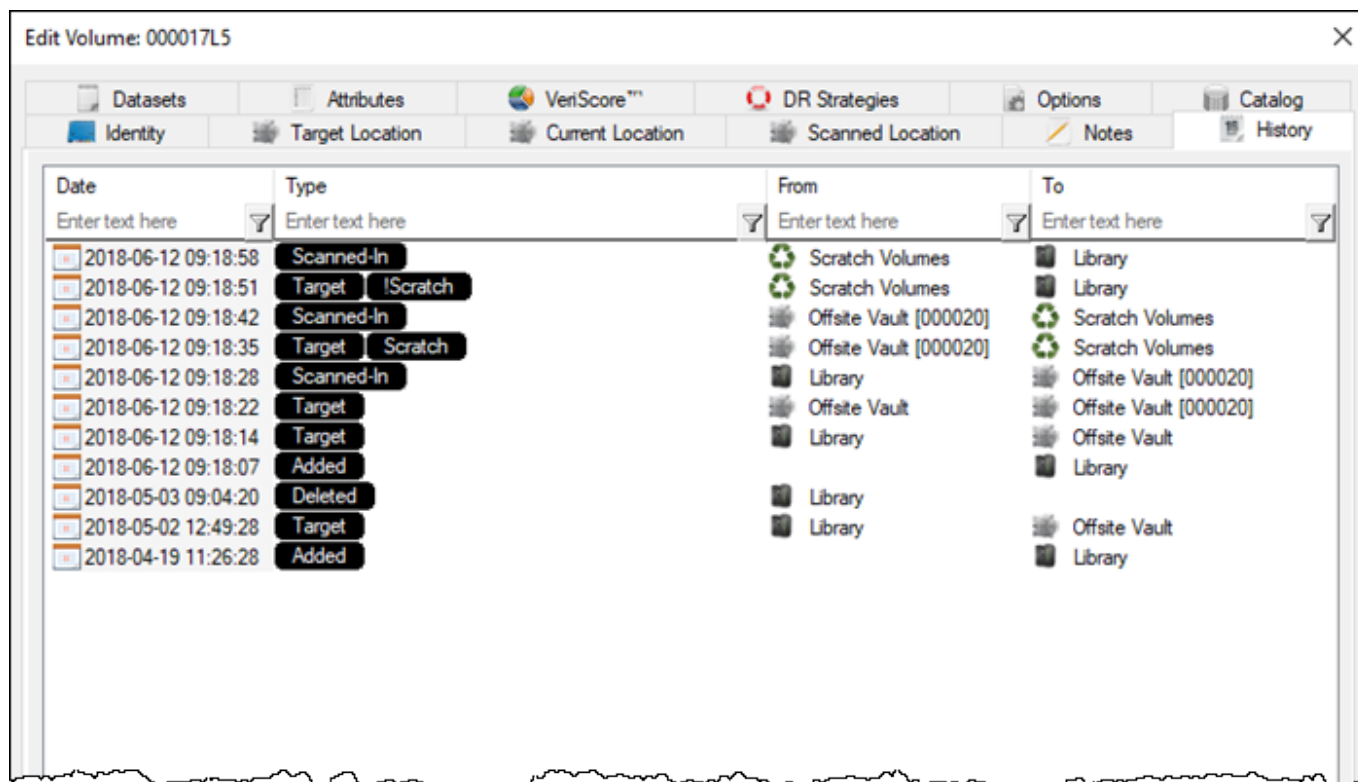 Edit Volume: 000017L5
Datasets Attributes VeriScore™ DR Strategies Options Catalog
Identity Target Location Current Location Scanned Location Notes History
Date Type From To
Enter text here Enter text here Enter text here Enter text here
2018-06-12 09:18:58 Scanned-In Scratch Volumes Library
2018-06-12 09:18:51 Target !Scratch Scratch Volumes Library
2018-06-12 09:18:42 Scanned-In Offsite Vault [000020] Scratch Volumes
2018-06-12 09:18:35 Target Scratch Offsite Vault [000020] Scratch Volumes
2018-06-12 09:18:28 Scanned-In Library Offsite Vault [000020]
2018-06-12 09:18:22 Target Offsite Vault Offsite Vault [000020]
2018-06-12 09:18:14 Target Library Offsite Vault
2018-06-12 09:18:07 Added Library
2018-05-03 09:04:20 Deleted Library
2018-05-02 12:49:28 Target Library Offsite Vault
2018-04-19 11:26:28 Added Library